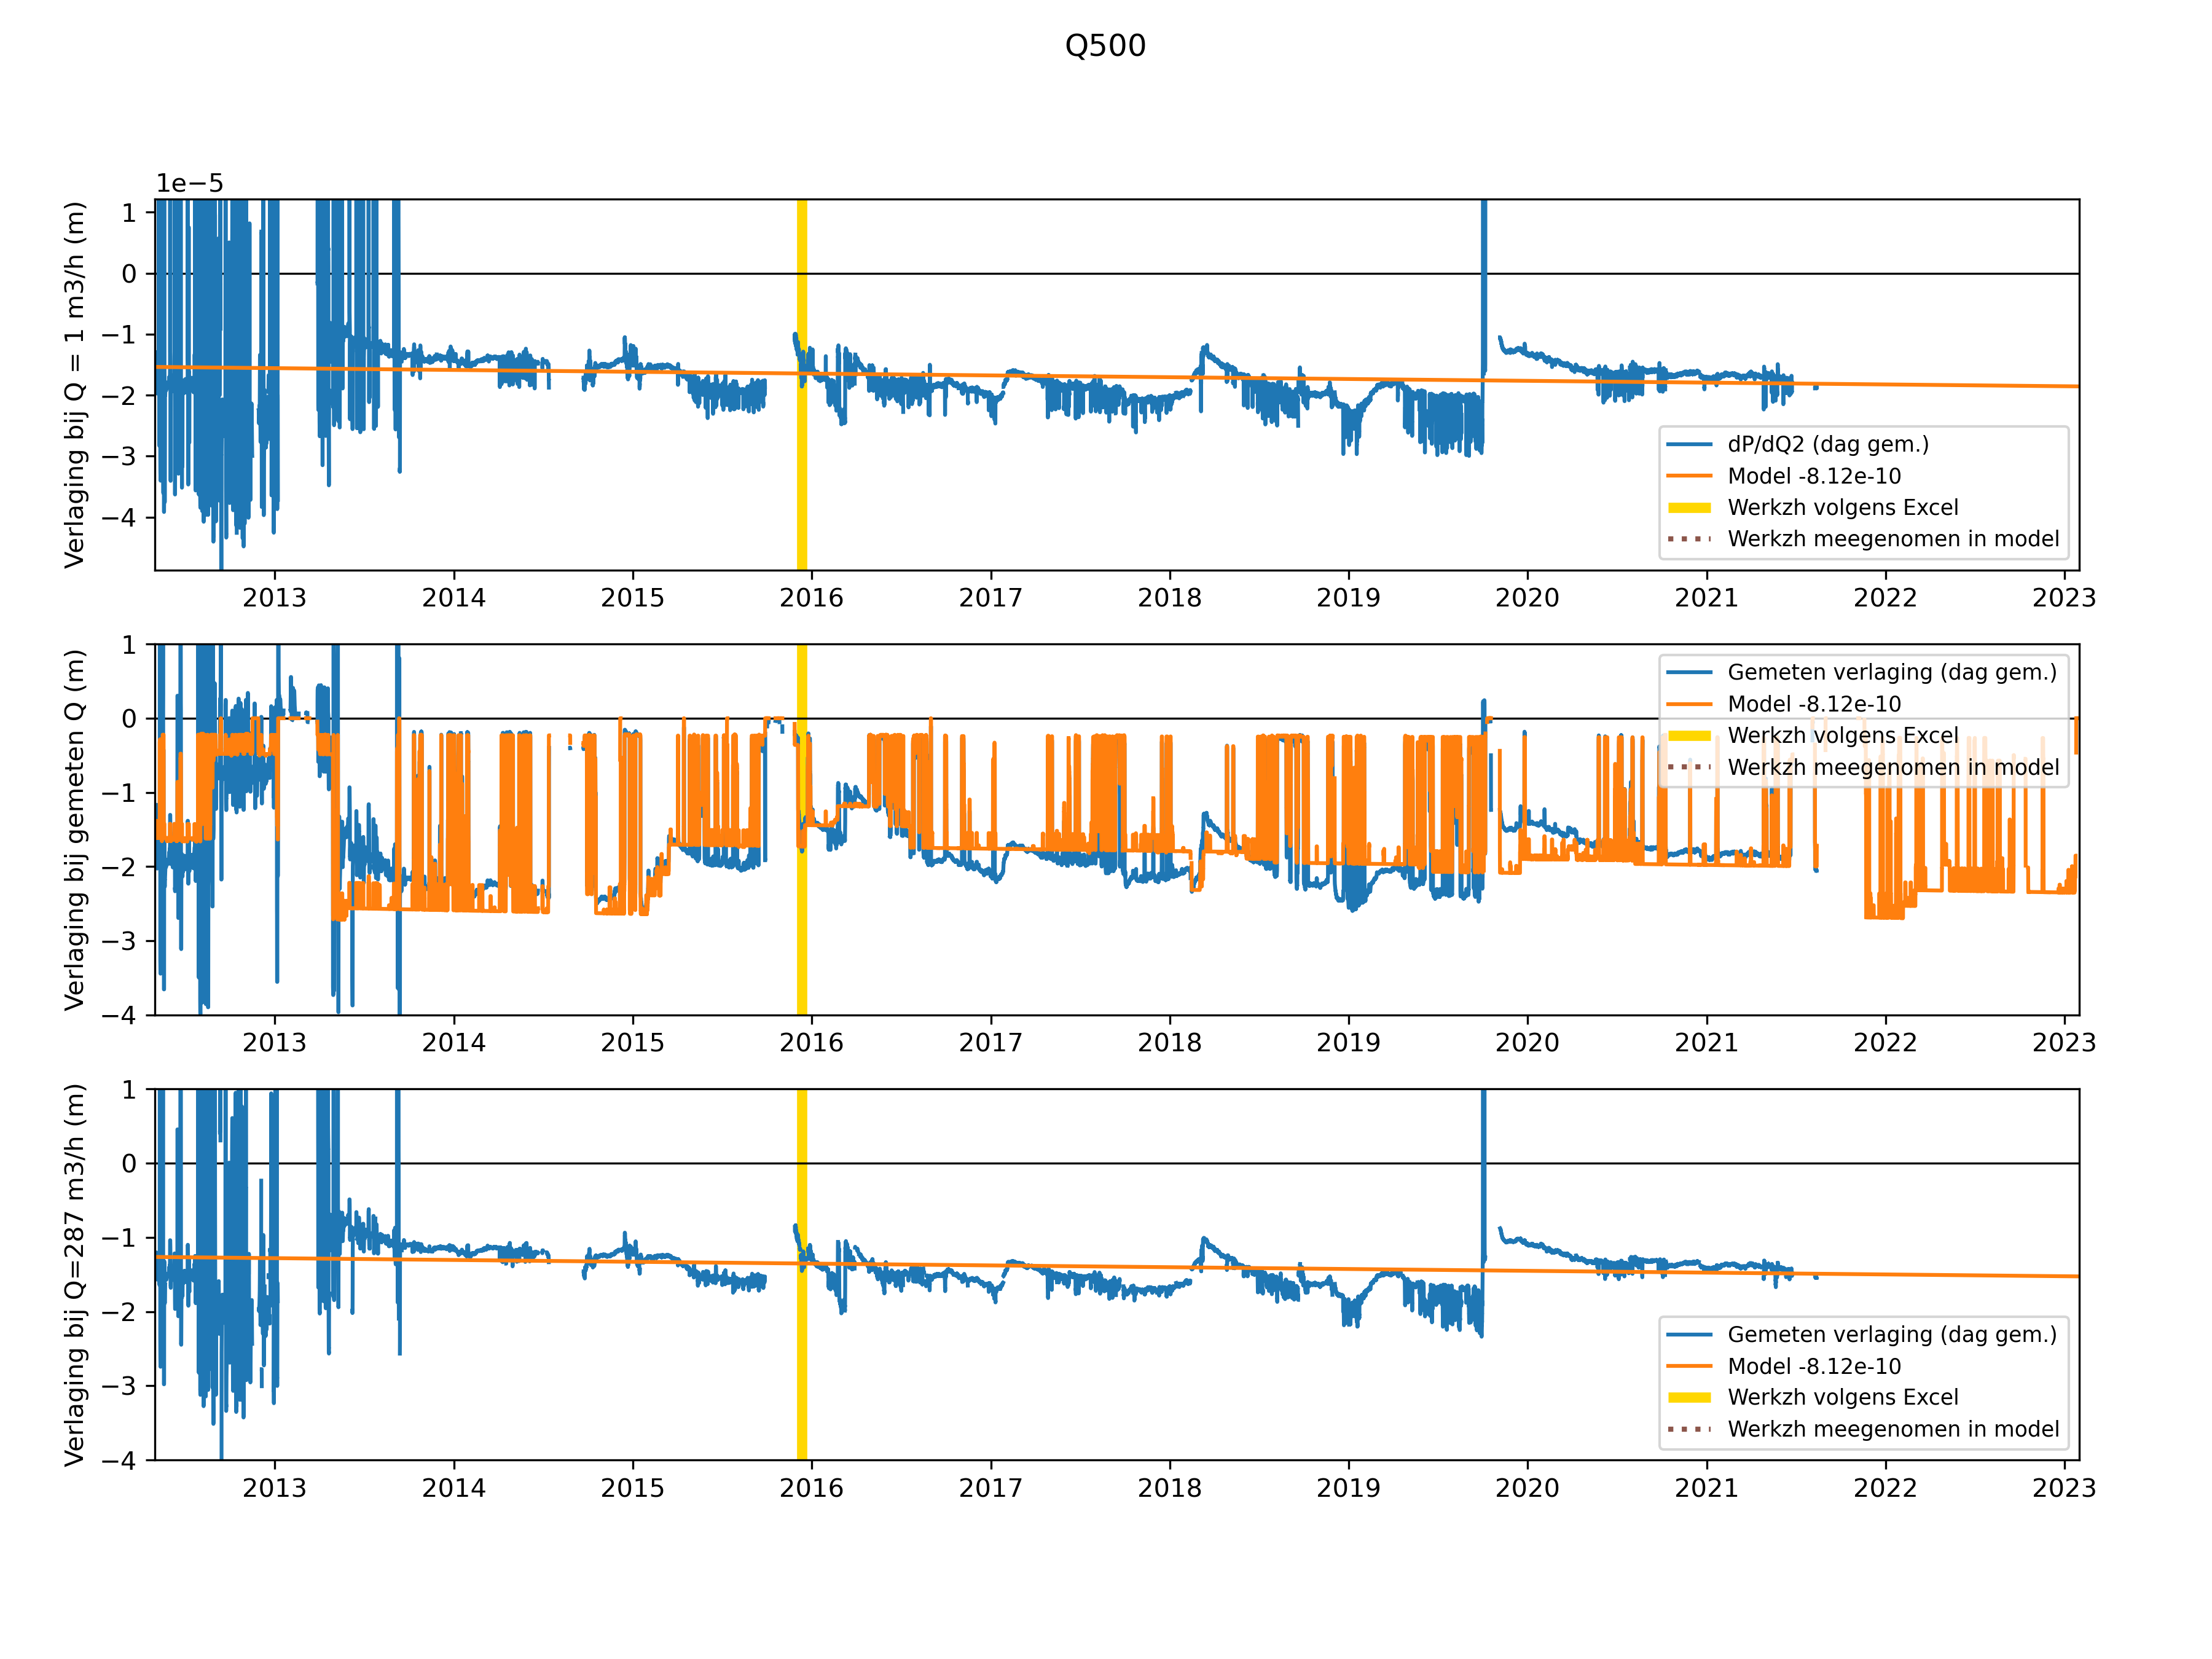 Q500
1e−5
Verlaging bij Q = 1 m3/h (m)
1
0
−1
−2
−3
−4
dP/dQ2 (dag gem.)
Model -8.12e-10
Werkzh volgens Excel
Werkzh meegenomen in model
2013 2014 2015 2016 2017 2018 2019 2020 2021 2022 2023
Verlaging bij gemeten Q (m)
1
0
−1
−2
−3
−4
Gemeten verlaging (dag gem.)
Model -8.12e-10
Werkzh volgens Excel
Werkzh meegenomen in model
2013 2014 2015 2016 2017 2018 2019 2020 2021 2022 2023
Verlaging bij Q=287 m3/h (m)
1
0
−1
−2
−3
−4
Gemeten verlaging (dag gem.)
Model -8.12e-10
Werkzh volgens Excel
Werkzh meegenomen in model
2013 2014 2015 2016 2017 2018 2019 2020 2021 2022 2023